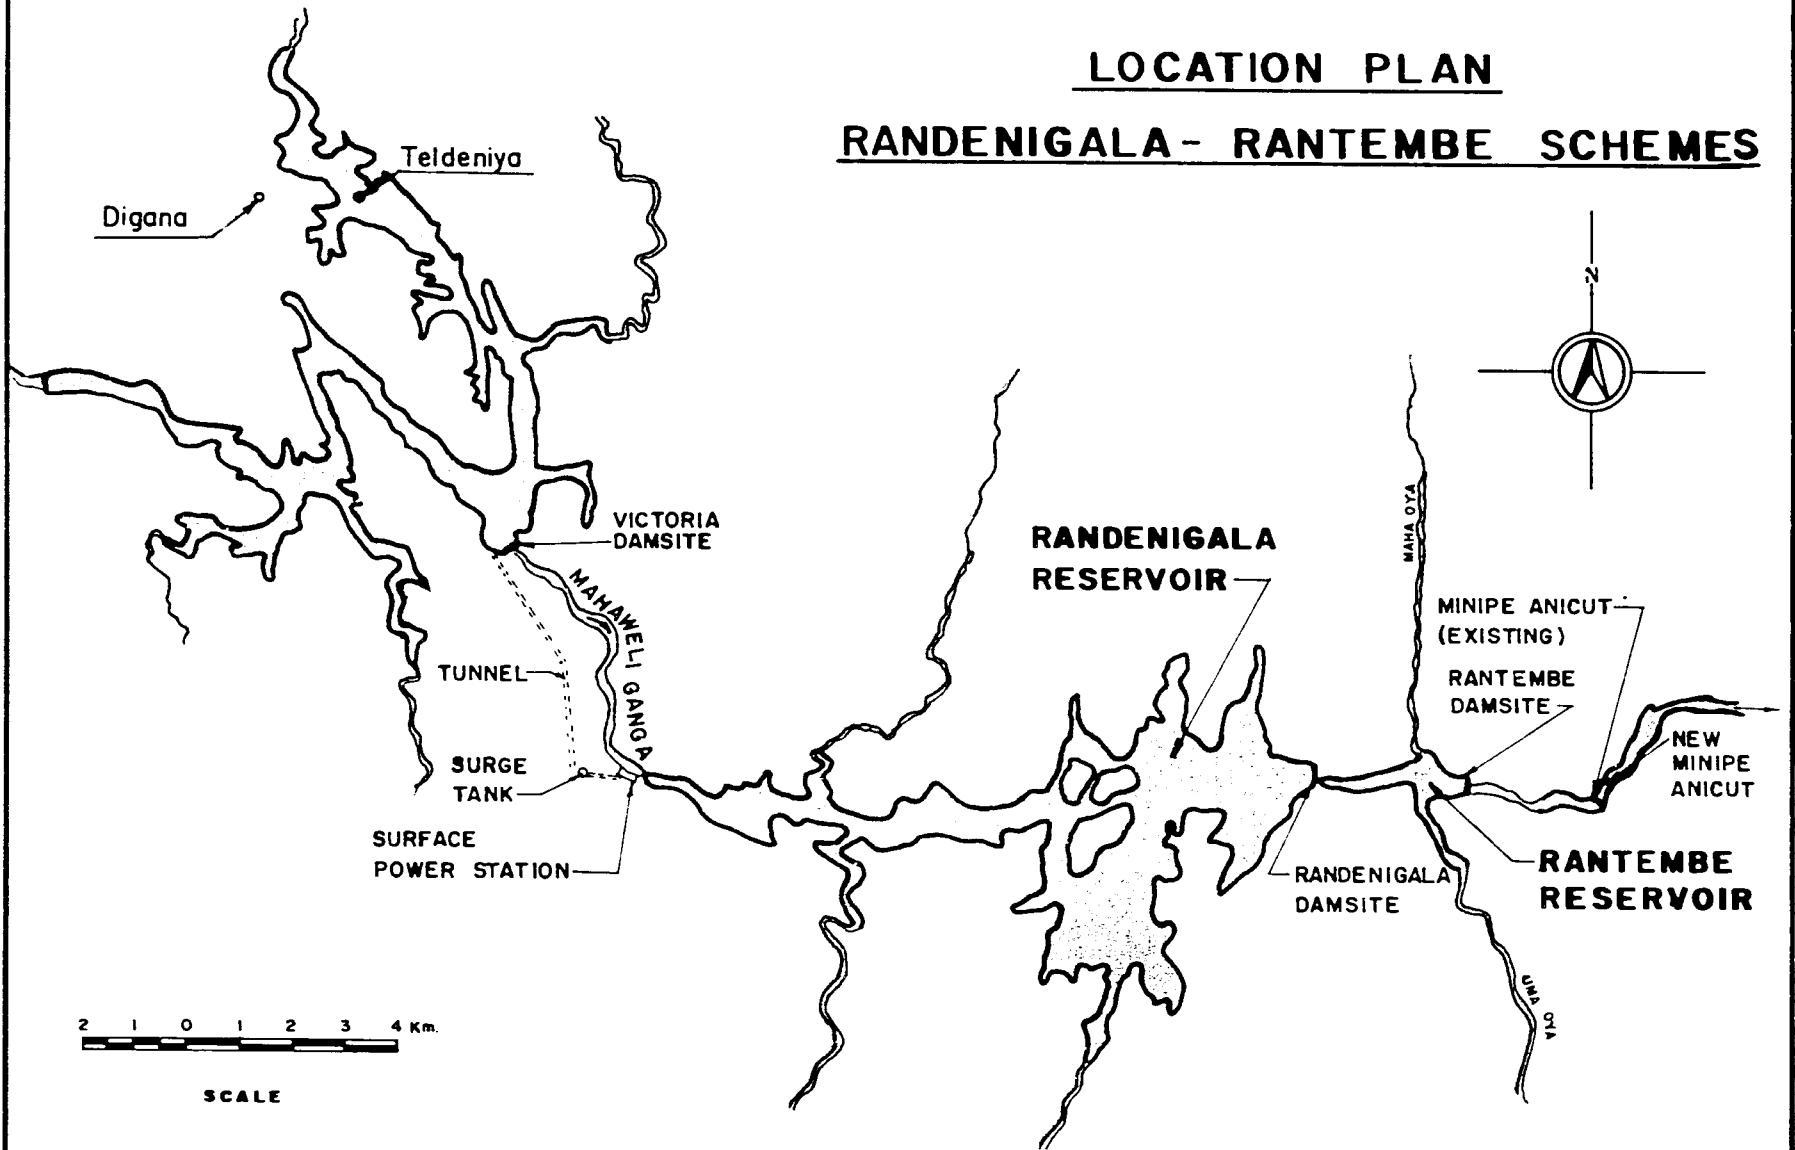 LOCATION PLAN
RANDENIGALA - RANTEMBE SCHEMES
Teldeniya
Digana
N
VICTORIA
DAMSITE
MAHAWELI GANGA
TUNNEL
SURGE
TANK
SURFACE
POWER STATION
RANDENIGALA
RESERVOIR
MAHA OYA
MINIPE ANICUT
(EXISTING)
RANTEMBE
DAMSITE
NEW
MINIPE
ANICUT
RANDENIGALA
DAMSITE
RANTEMBE
RESERVOIR
UMA OYA
2 1 0 1 2 3 4 Km.
SCALE